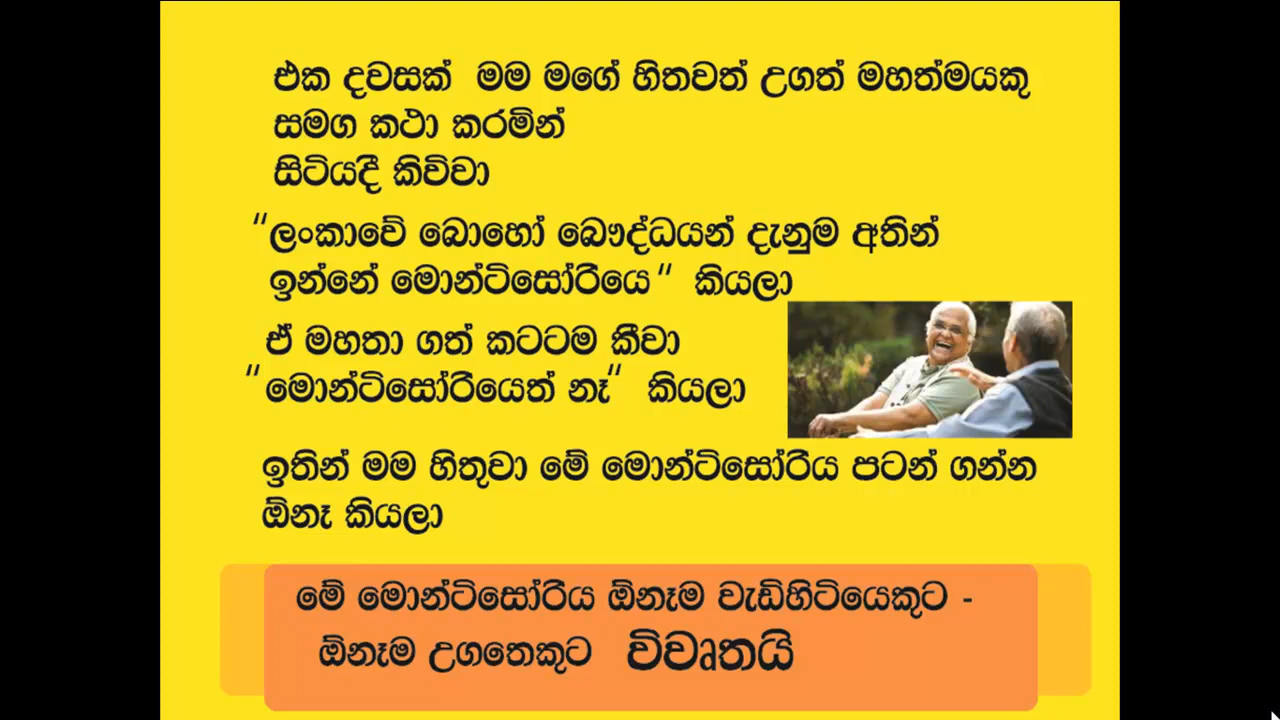 එක දවසක් මම මගේ හිතවත් උගත් මහත්මයකු
සමග කථා කරමින්
සිටියදී කිව්වා
"ලංකාවේ බොහෝ බෞද්ධයන් දැනුම අතින්
ඉන්නේ මොන්ටිසෝරියෙ" කියලා
ඒ මහතා ගත් කටටම කීවා
"මොන්ටිසෝරියෙත් නෑ" කියලා
ඉතින් මම හිතුවා මේ මොන්ටිසෝරිය පටන් ගන්න
ඕනෑ කියලා
මේ මොන්ටිසෝරිය ඕනෑම වැඩිහිටියෙකුට -
ඕනෑම උගතෙකුට විවෘතයි